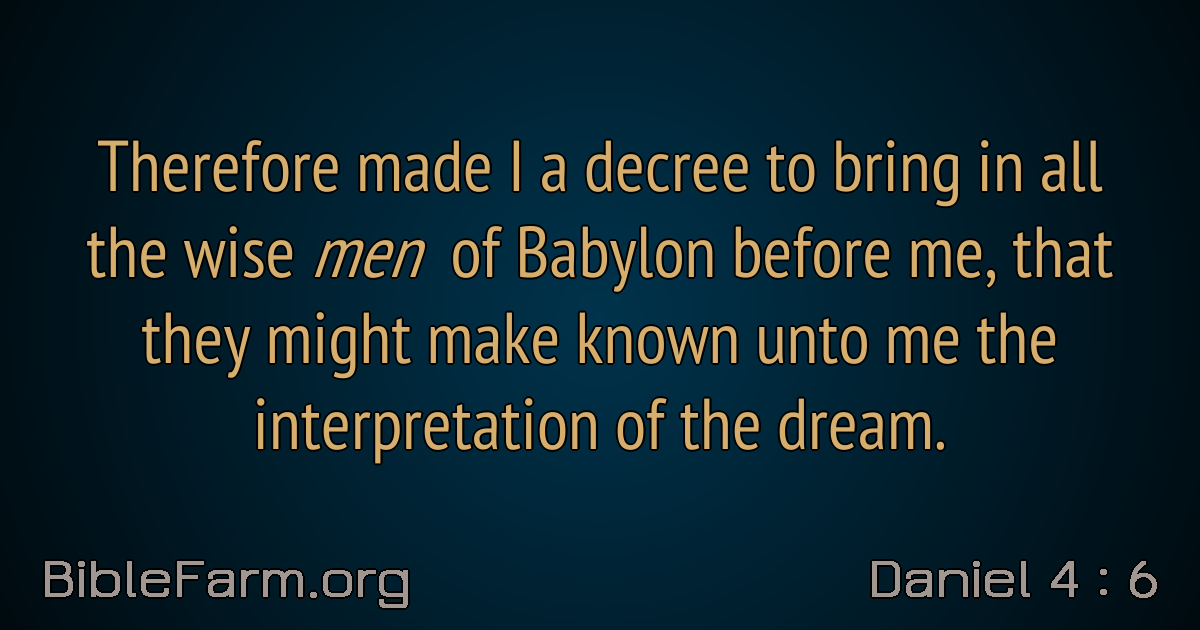 Therefore made I a decree to bring in all
the wise men of Babylon before me, that
they might make known unto me the
interpretation of the dream.
BibleFarm.org
Daniel 4 : 6